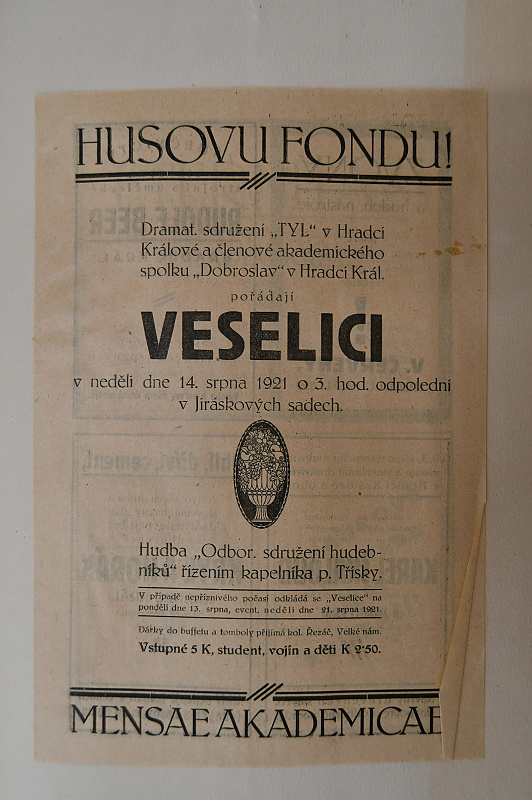 HUSOVU FONDU!
Dramat. sdružení „TYL“ v Hradci
Králové a členové akademického
spolku „Dobroslav“ v Hradci Král.
pořádají
VESELICI
v neděli dne 14. srpna 1921 o 3. hod. odpolední
v Jiráskových sadech.
Hudba „Odbor. sdružení hudeb-
níků“ řízením kapelníka p. Třísky.
V případě nepříznivého počasí odkládá se „Veselice“ na
pondělí dne 15. srpna, event. neděli dne 21. srpna 1921.
Dárky do buffetu a tomboly přijímá kol. Řezáč, Velké nám.
Vstupné 5 K, student, vojín a děti K 2·50.
MENSAE AKADEMICAE